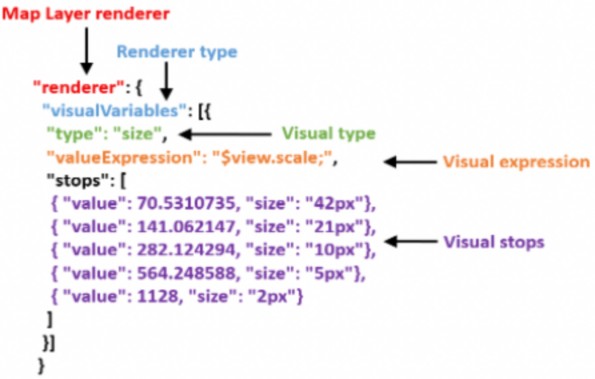 Map Layer renderer
Renderer type
"renderer": {
"visualVariables": [{
"type": "size", Visual type
"valueExpression": "$view.scale;", Visual expression
"stops": [
{ "value": 70.5310735, "size": "42px"},
{ "value": 141.062147, "size": "21px"},
{ "value": 282.124294, "size": "10px"}, Visual stops
{ "value": 564.248588, "size": "5px"},
{ "value": 1128, "size": "2px"}
]
}]
}